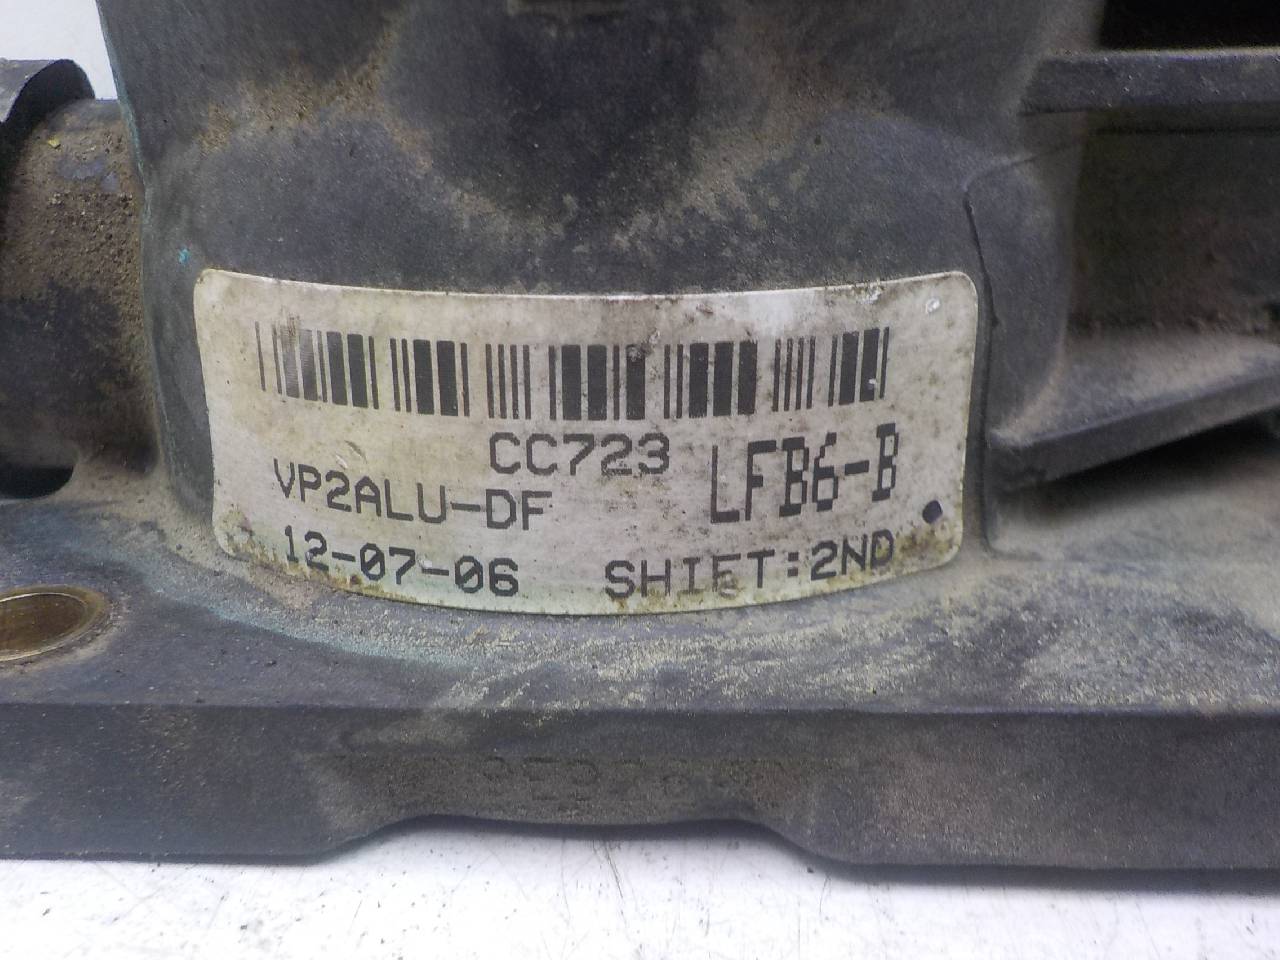 CC723
VP2ALU-DF LFB6-B
12-07-06 SHIFT:2ND